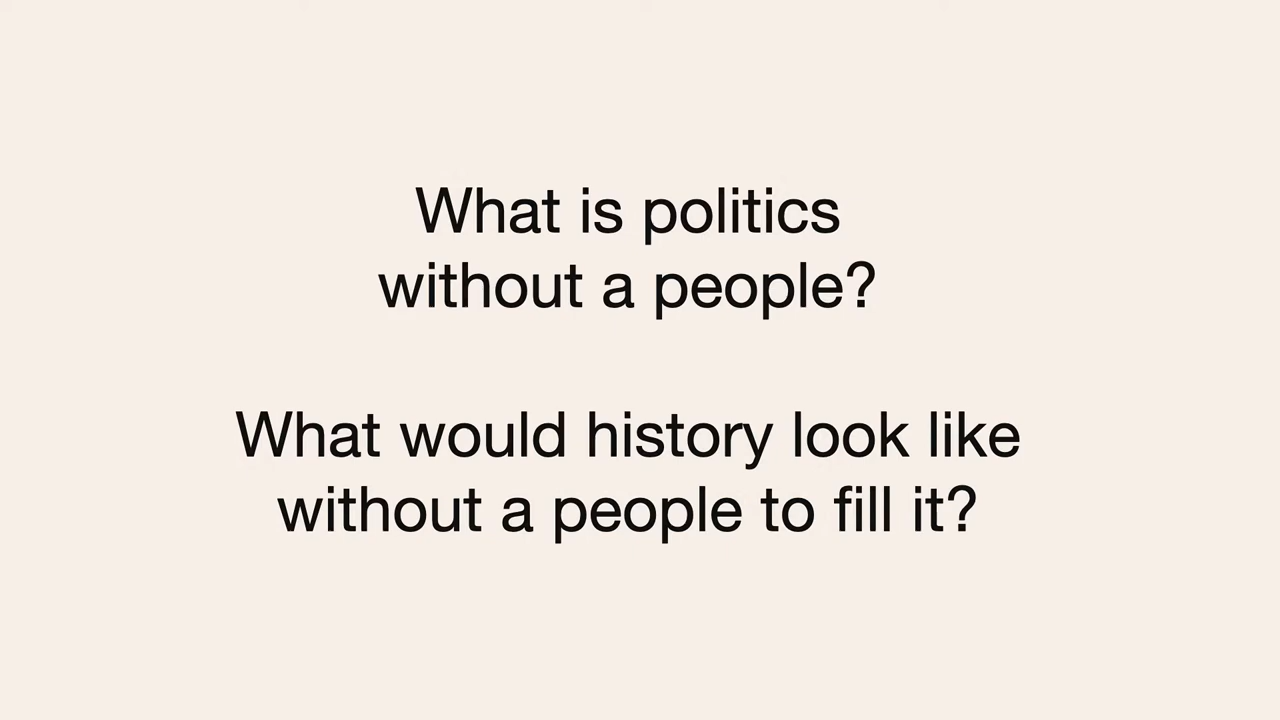 What is politics
without a people?
What would history look like
without a people to fill it?